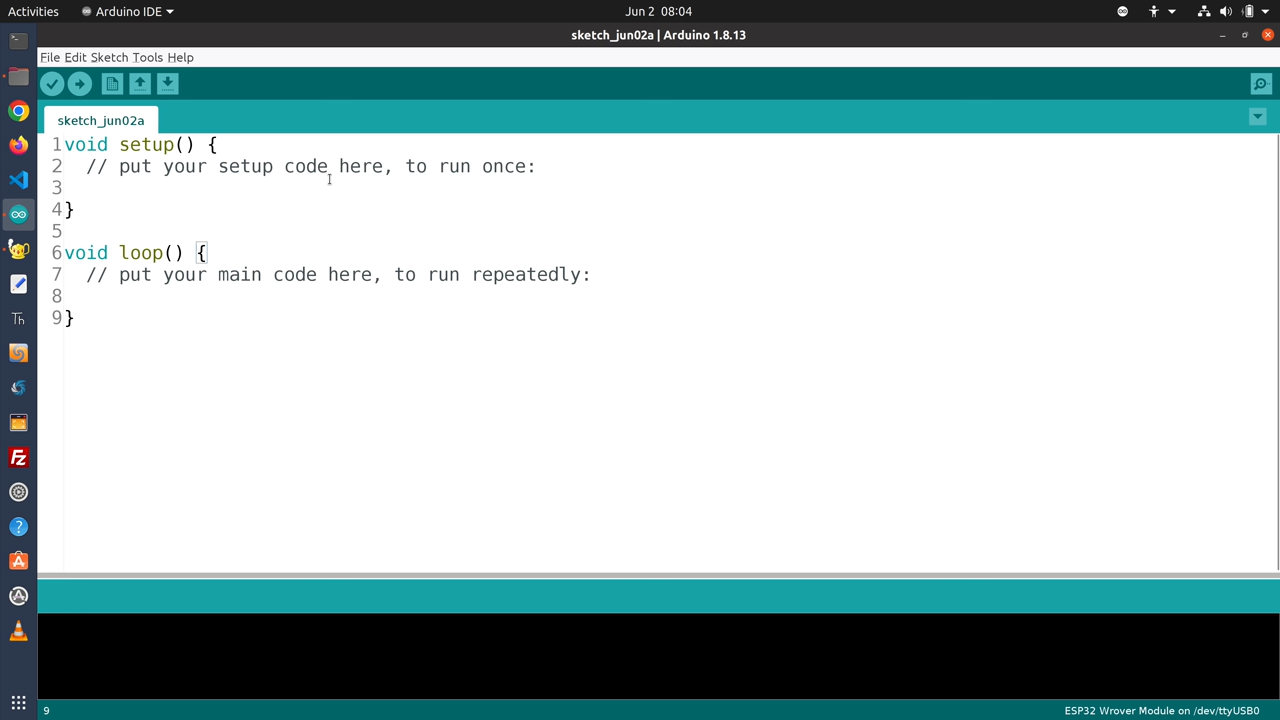 Activities Arduino IDE Jun 2 08:04
sketch_jun02a | Arduino 1.8.13
File Edit Sketch Tools Help
sketch_jun02a
1 void setup() {
2 // put your setup code here, to run once:
3
4 }
5
6 void loop() {
7 // put your main code here, to run repeatedly:
8
9 }
Th
Fz
?
A
9 ESP32 Wrover Module on /dev/ttyUSB0